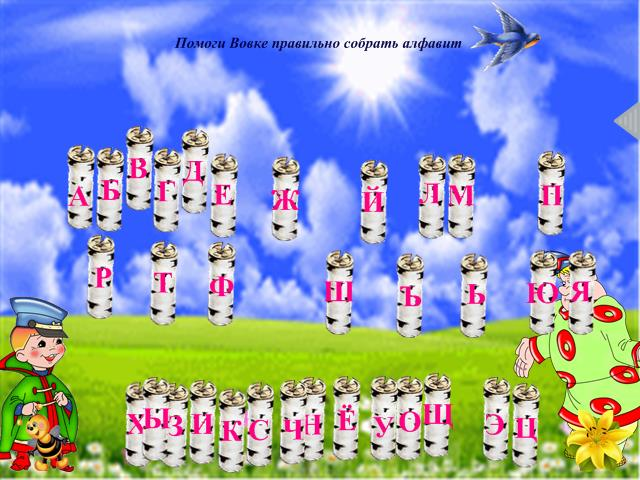 Помоги Вовке правильно собрать алфавит
А Б В Г Д Е Ж Й Л М П
Р Т Ф Ш Ъ Ь Ю Я
Х Ы З И К С Ч Н Ё У О Щ Э Ц